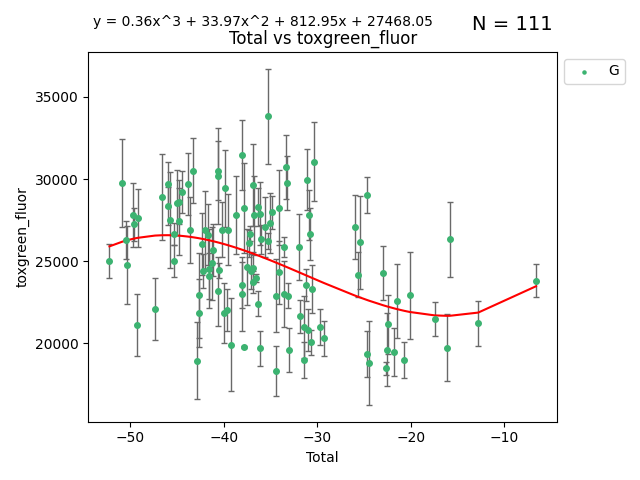 y = 0.36x^3 + 33.97x^2 + 812.95x + 27468.05
N = 111
Total vs toxgreen_fluor
G
35000
30000
25000
20000
toxgreen_fluor
−50
−40
−30
−20
−10
Total